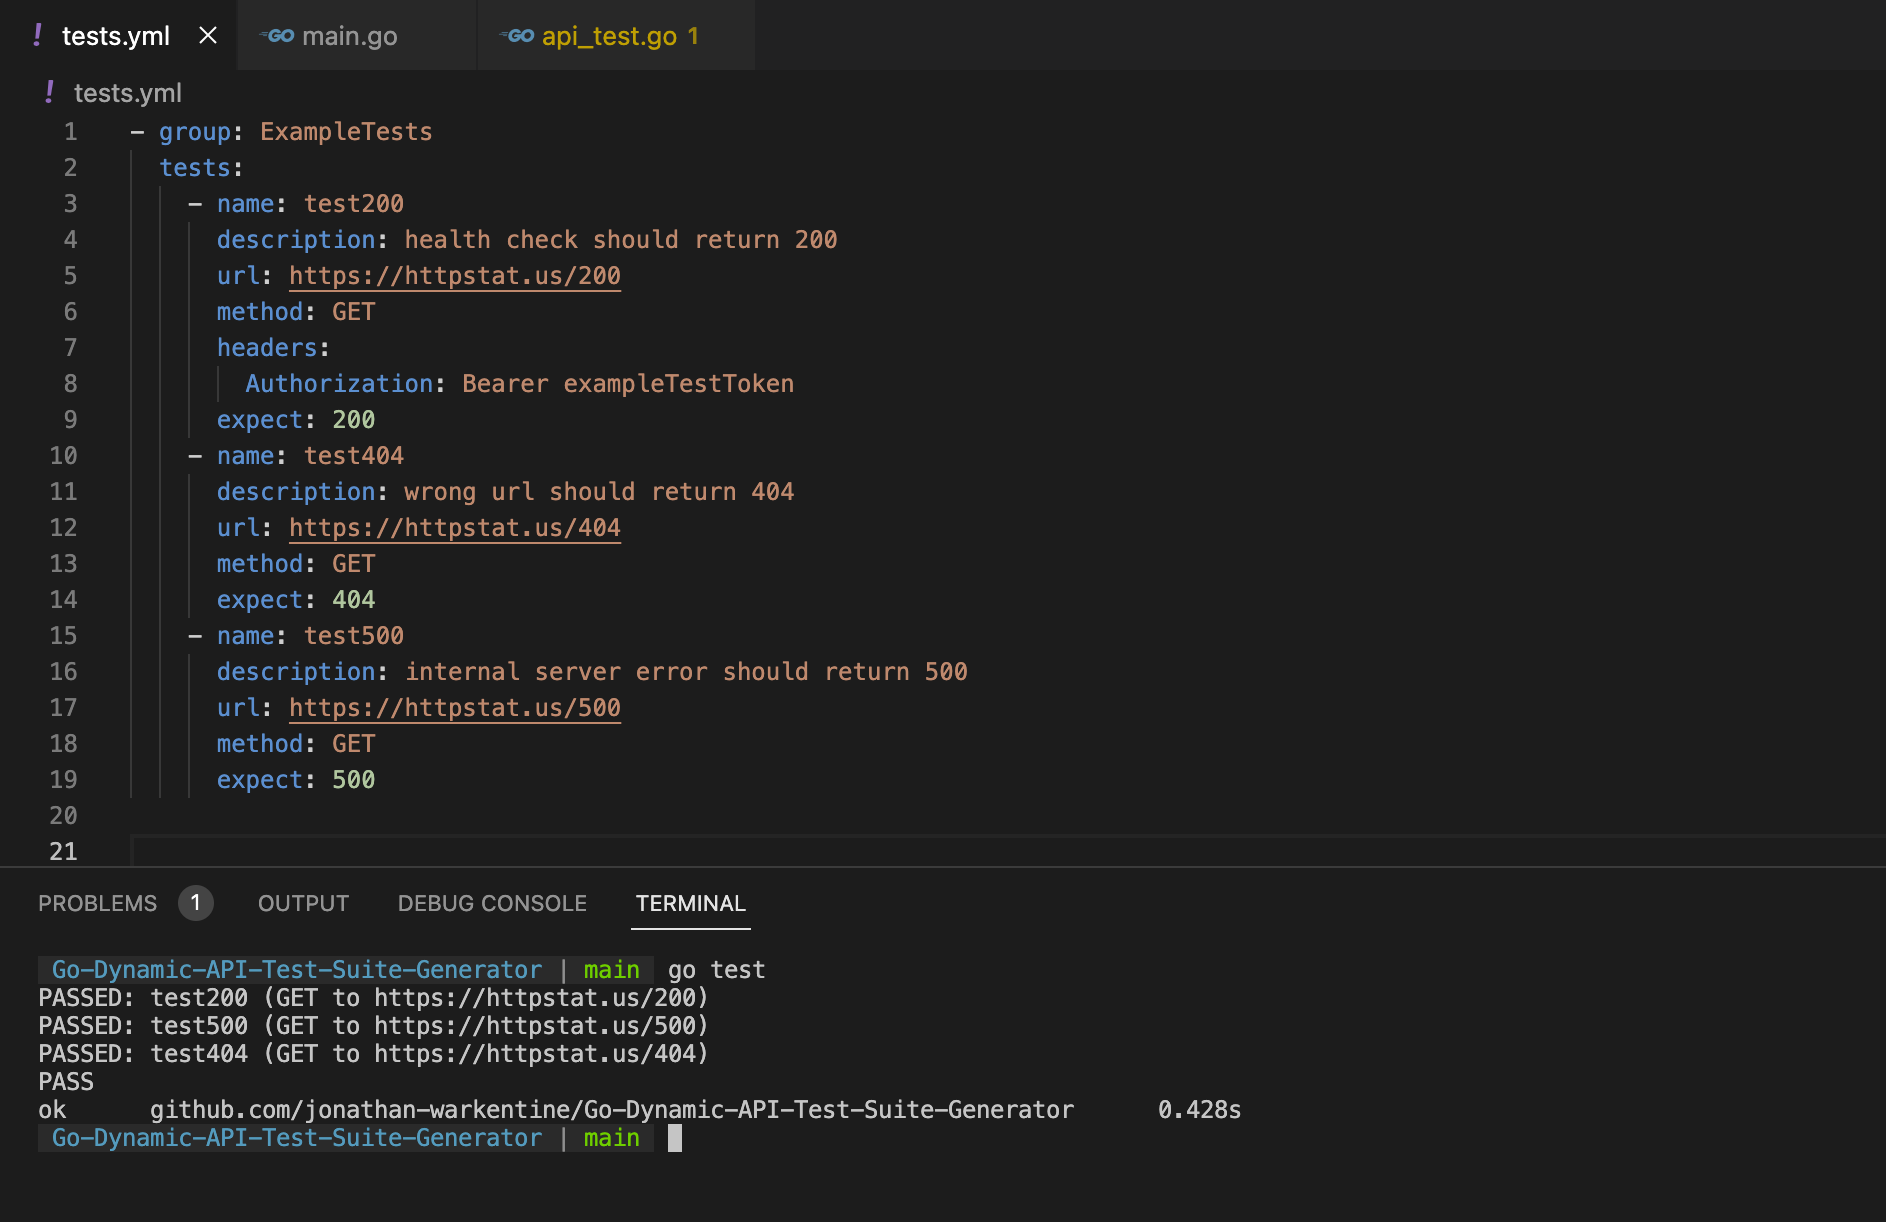 ! tests.yml × GO main.go GO api_test.go 1
! tests.yml
1 - group: ExampleTests
2 tests:
3 - name: test200
4 description: health check should return 200
5 url: https://httpstat.us/200
6 method: GET
7 headers:
8 Authorization: Bearer exampleTestToken
9 expect: 200
10 - name: test404
11 description: wrong url should return 404
12 url: https://httpstat.us/404
13 method: GET
14 expect: 404
15 - name: test500
16 description: internal server error should return 500
17 url: https://httpstat.us/500
18 method: GET
19 expect: 500
20
21
PROBLEMS 1 OUTPUT DEBUG CONSOLE TERMINAL
Go-Dynamic-API-Test-Suite-Generator | main go test
PASSED: test200 (GET to https://httpstat.us/200)
PASSED: test500 (GET to https://httpstat.us/500)
PASSED: test404 (GET to https://httpstat.us/404)
PASS
ok github.com/jonathan-warkentine/Go-Dynamic-API-Test-Suite-Generator 0.428s
Go-Dynamic-API-Test-Suite-Generator | main